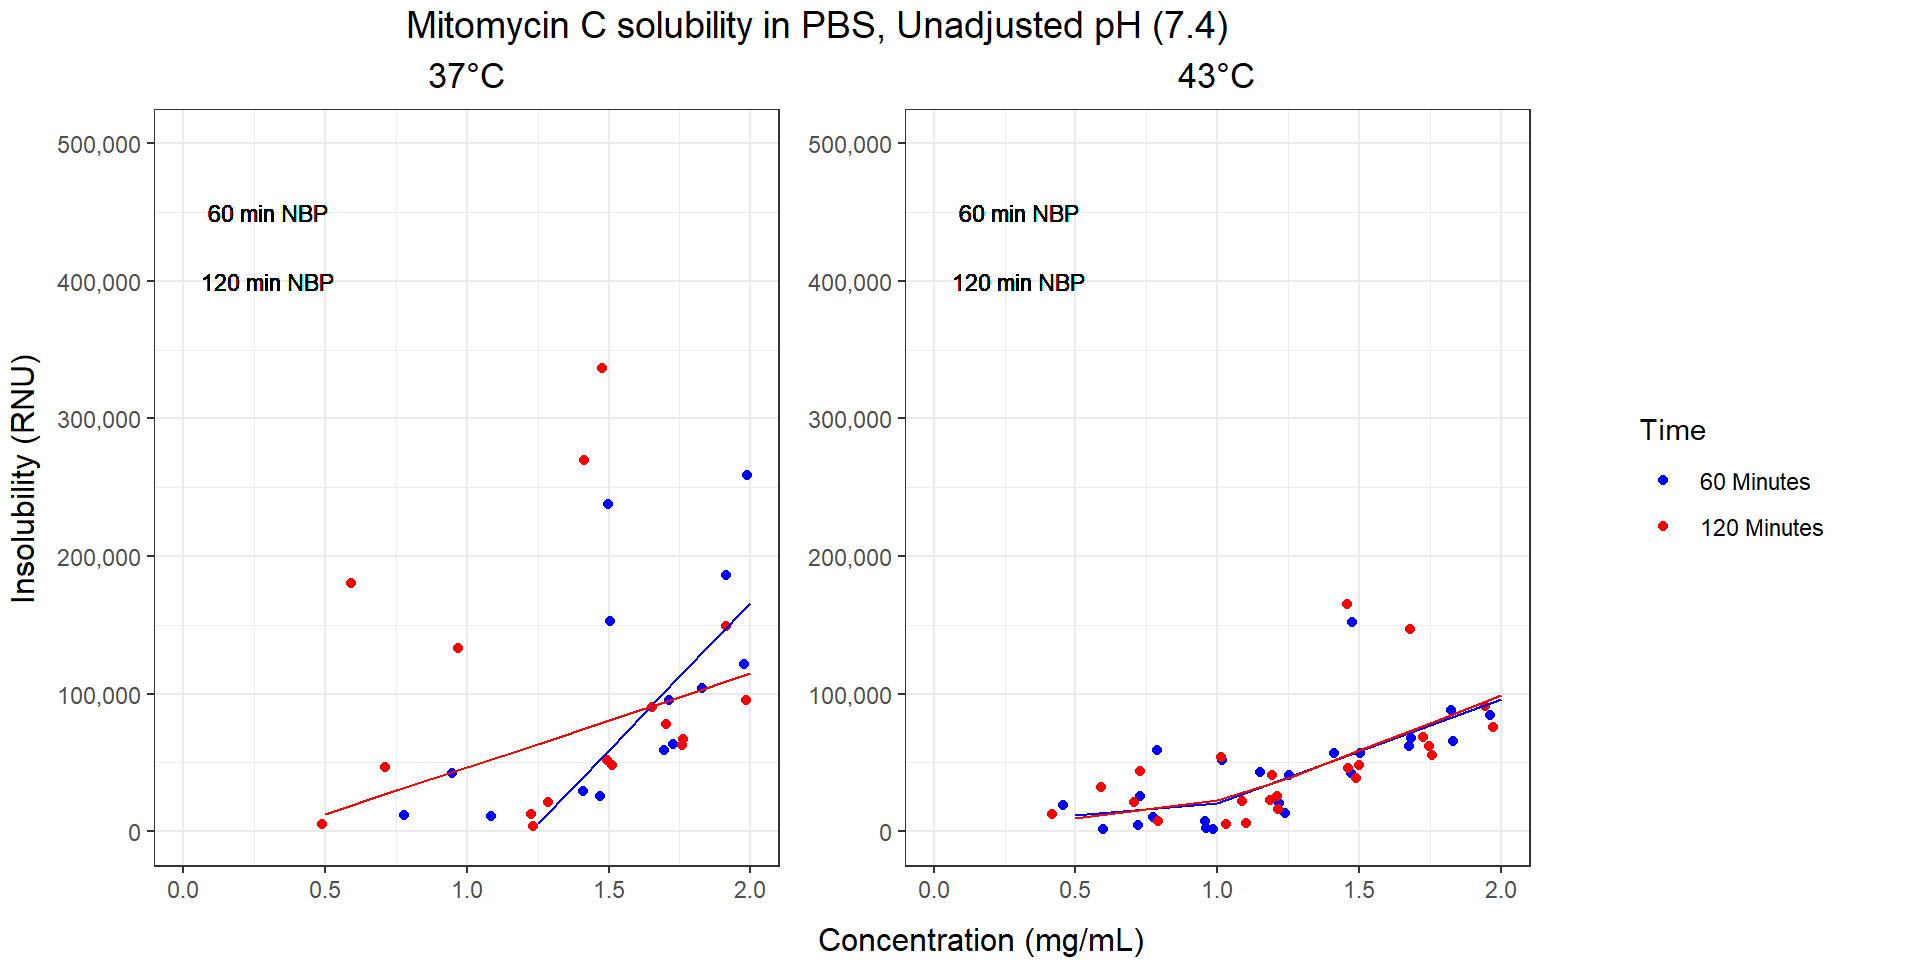 Mitomycin C solubility in PBS, Unadjusted pH (7.4)
37°C
43°C
Insolubility (RNU)
500,000
400,000
300,000
200,000
100,000
0
60 min NBP
120 min NBP
0.0 0.5 1.0 1.5 2.0
500,000
400,000
300,000
200,000
100,000
0
60 min NBP
120 min NBP
0.0 0.5 1.0 1.5 2.0
Concentration (mg/mL)
Time
60 Minutes
120 Minutes